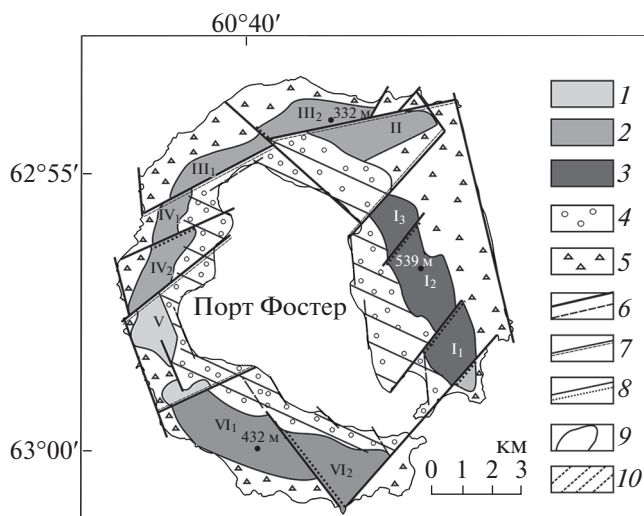 60°40′
62°55′
63°00′
III₂
332 м
II
III₁
IV₁
IV₂
V
I₃
539 м
I₂
I₁
Порт Фостер
VI₁
432 м
VI₂
км
0 1 2 3
1
2
3
4
5
6
7
8
9
10